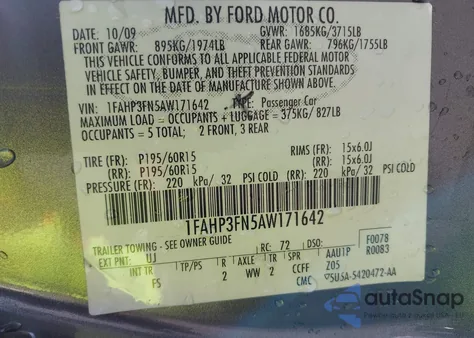 MFD. BY FORD MOTOR CO.
DATE: 10/09 GVWR: 1685KG/3715LB
FRONT GAWR: 895KG/1974LB REAR GAWR: 796KG/1755LB
THIS VEHICLE CONFORMS TO ALL APPLICABLE FEDERAL MOTOR
VEHICLE SAFETY, BUMPER, AND THEFT PREVENTION STANDARDS
IN EFFECT ON THE DATE OF MANUFACTURE SHOWN ABOVE.
VIN: 1FAHP3FN5AW171642 TYPE: Passenger Car
MAXIMUM LOAD = OCCUPANTS + LUGGAGE = 375KG/827LB
OCCUPANTS = 5 TOTAL: 2 FRONT, 3 REAR
TIRE (FR): P195/60R15 RIMS (FR): 15x6.0J
(RR): P195/60R15 (RR): 15x6.0J
PRESSURE (FR): 220 kPa/ 32 PSI COLD (RR): 220 kPa/ 32 PSI COLD
1FAHP3FN5AW171642
TRAILER TOWING - SEE OWNER GUIDE F0078
EXT PNT: UJ RC: 72 DSO: R0083
INT TR TP/PS R AXLE TR AAU1P
FS 2 WW 2 CCFF Z05
CMC 5U5A-5420472-AA
autoSnap